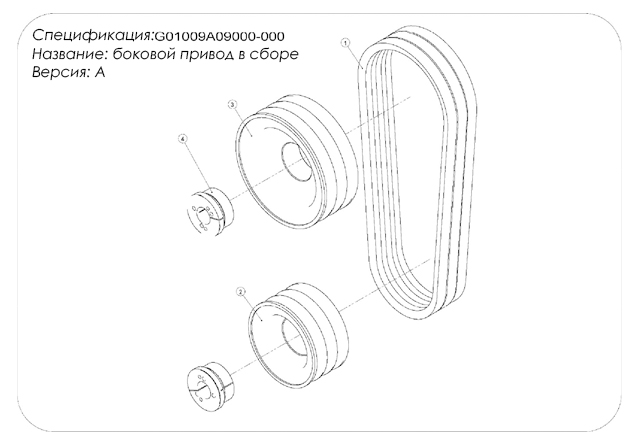 Спецификация:G01009A09000-000
Название: боковой привод в сборе
Версия: А
1
3
4
2